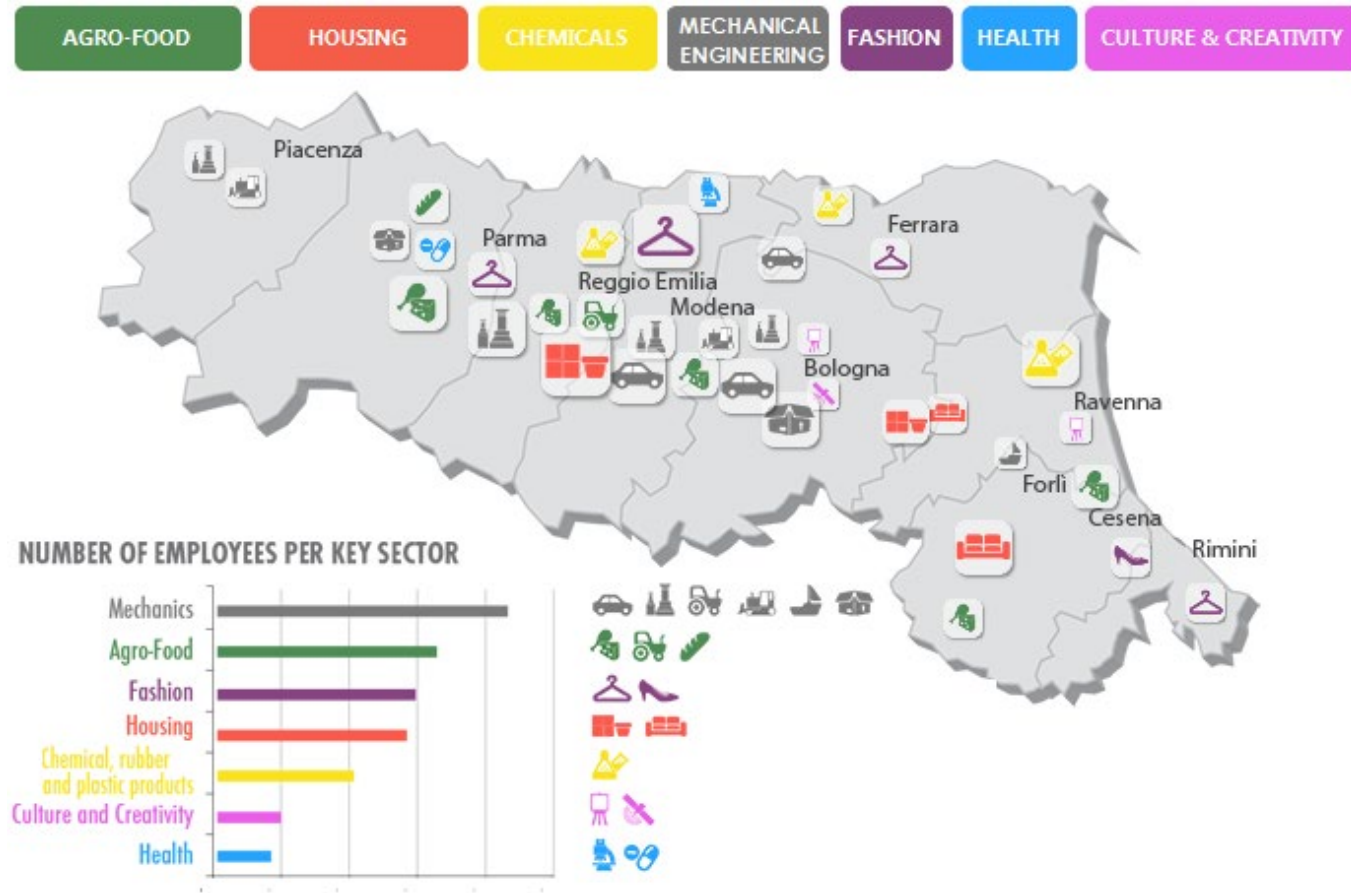 AGRO-FOOD
HOUSING
CHEMICALS
MECHANICAL
ENGINEERING
FASHION
HEALTH
CULTURE & CREATIVITY
Piacenza
Parma
Ferrara
Reggio Emilia
Modena
Bologna
Ravenna
Forlì
Cesena
Rimini
NUMBER OF EMPLOYEES PER KEY SECTOR
Mechanics
Agro-Food
Fashion
Housing
Chemical, rubber
and plastic products
Culture and Creativity
Health